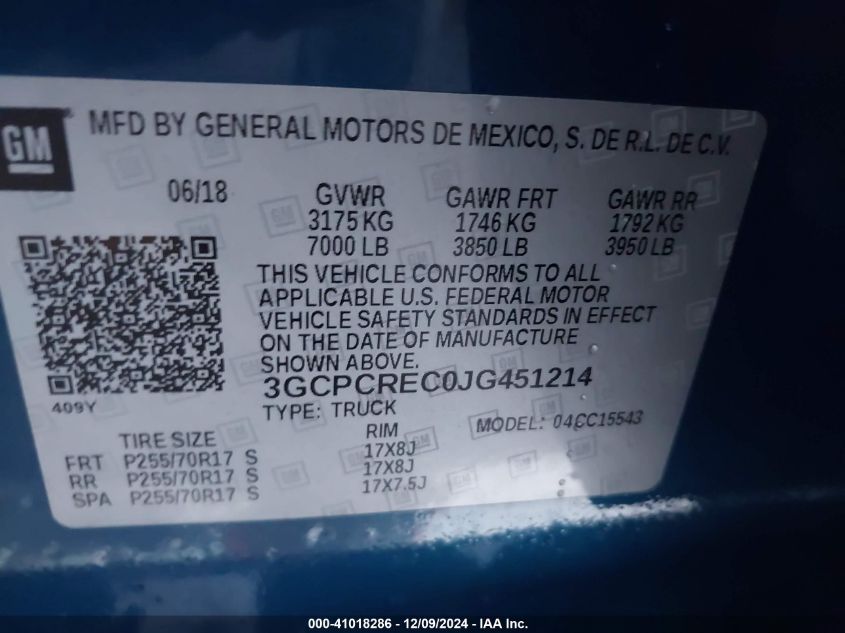 GM
MFD BY GENERAL MOTORS DE MEXICO, S. DE R.L. DE C.V.
06/18 GVWR GAWR FRT GAWR RR
3175 KG 1746 KG 1792 KG
7000 LB 3850 LB 3950 LB
THIS VEHICLE CONFORMS TO ALL
APPLICABLE U.S. FEDERAL MOTOR
VEHICLE SAFETY STANDARDS IN EFFECT
ON THE DATE OF MANUFACTURE
SHOWN ABOVE.
3GCPCREC0JG451214
409Y
TYPE: TRUCK MODEL: 04CC15543
TIRE SIZE RIM
FRT P255/70R17 S 17X8J
RR P255/70R17 S 17X8J
SPA P255/70R17 S 17X7.5J
000-41018286 - 12/09/2024 - IAA Inc.